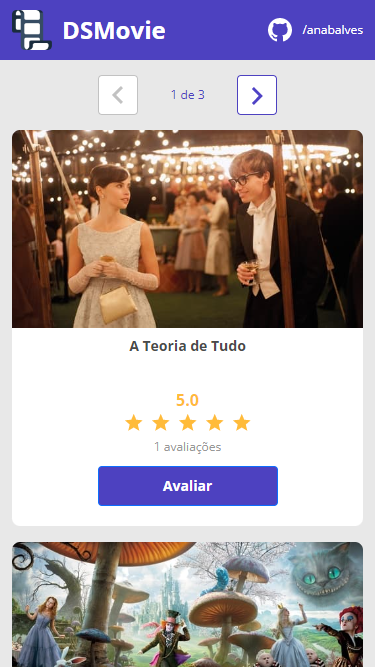 DSMovie
/anabalves
1 de 3
A Teoria de Tudo
5.0
1 avaliações
Avaliar